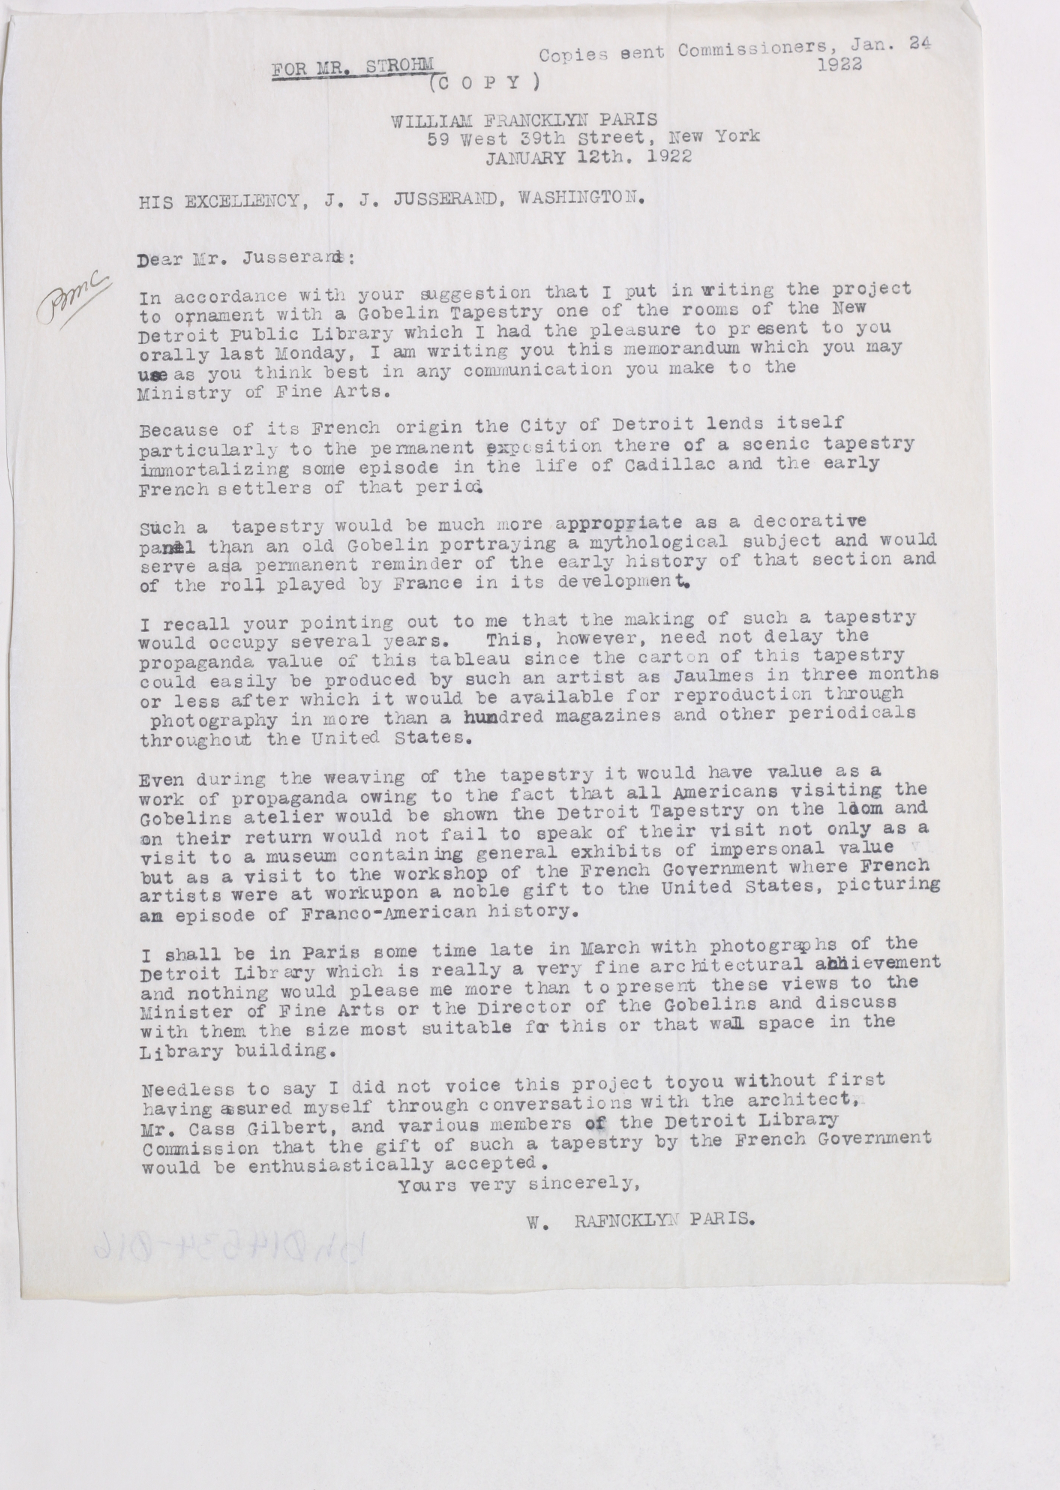 Copies sent Commissioners, Jan. 24
1922
FOR MR. STROHM
(C O P Y )
WILLIAM FRANCKLYN PARIS
59 West 39th Street, New York
JANUARY 12th. 1922
HIS EXCELLENCY, J. J. JUSSERAND, WASHINGTON.
Dear Mr. Jusserand:
In accordance with your suggestion that I put in writing the project
to ornament with a Gobelin Tapestry one of the rooms of the New
Detroit Public Library which I had the pleasure to present to you
orally last Monday, I am writing you this memorandum which you may
use as you think best in any communication you make to the
Ministry of Fine Arts.
Because of its French origin the City of Detroit lends itself
particularly to the permanent exposition there of a scenic tapestry
immortalizing some episode in the life of Cadillac and the early
French settlers of that period.
Such a tapestry would be much more appropriate as a decorative
panel than an old Gobelin portraying a mythological subject and would
serve as a permanent reminder of the early history of that section and
of the roll played by France in its development.
I recall your pointing out to me that the making of such a tapestry
would occupy several years. This, however, need not delay the
propaganda value of this tableau since the carton of this tapestry
could easily be produced by such an artist as Jaulmes in three months
or less after which it would be available for reproduction through
photography in more than a hundred magazines and other periodicals
throughout the United States.
Even during the weaving of the tapestry it would have value as a
work of propaganda owing to the fact that all Americans visiting the
Gobelins atelier would be shown the Detroit Tapestry on the loom and
on their return would not fail to speak of their visit not only as a
visit to a museum containing general exhibits of impersonal value
but as a visit to the workshop of the French Government where French
artists were at workupon a noble gift to the United States, picturing
an episode of Franco-American history.
I shall be in Paris some time late in March with photographs of the
Detroit Library which is really a very fine architectural achievement
and nothing would please me more than to present these views to the
Minister of Fine Arts or the Director of the Gobelins and discuss
with them the size most suitable for this or that wall space in the
Library building.
Needless to say I did not voice this project toyou without first
having assured myself through conversations with the architect,
Mr. Cass Gilbert, and various members of the Detroit Library
Commission that the gift of such a tapestry by the French Government
would be enthusiastically accepted.
Yours very sincerely,
W. RAFNCKLYN PARIS.